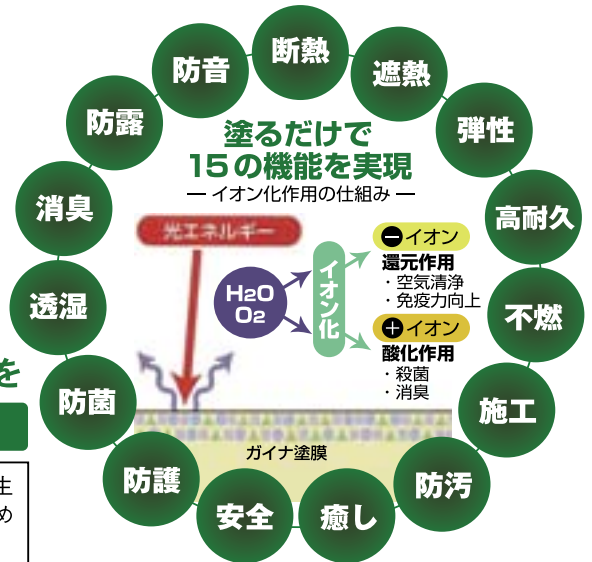 断熱
遮熱
弾性
高耐久
不燃
施工
防汚
癒し
安全
防護
防菌
透湿
消臭
防露
防音
塗るだけで
15の機能を実現
― イオン化作用の仕組み ―
光エネルギー
H2O
O2
イオン化
－イオン
還元作用
・空気清浄
・免疫力向上
＋イオン
酸化作用
・殺菌
・消臭
ガイナ塗膜
を
生
め